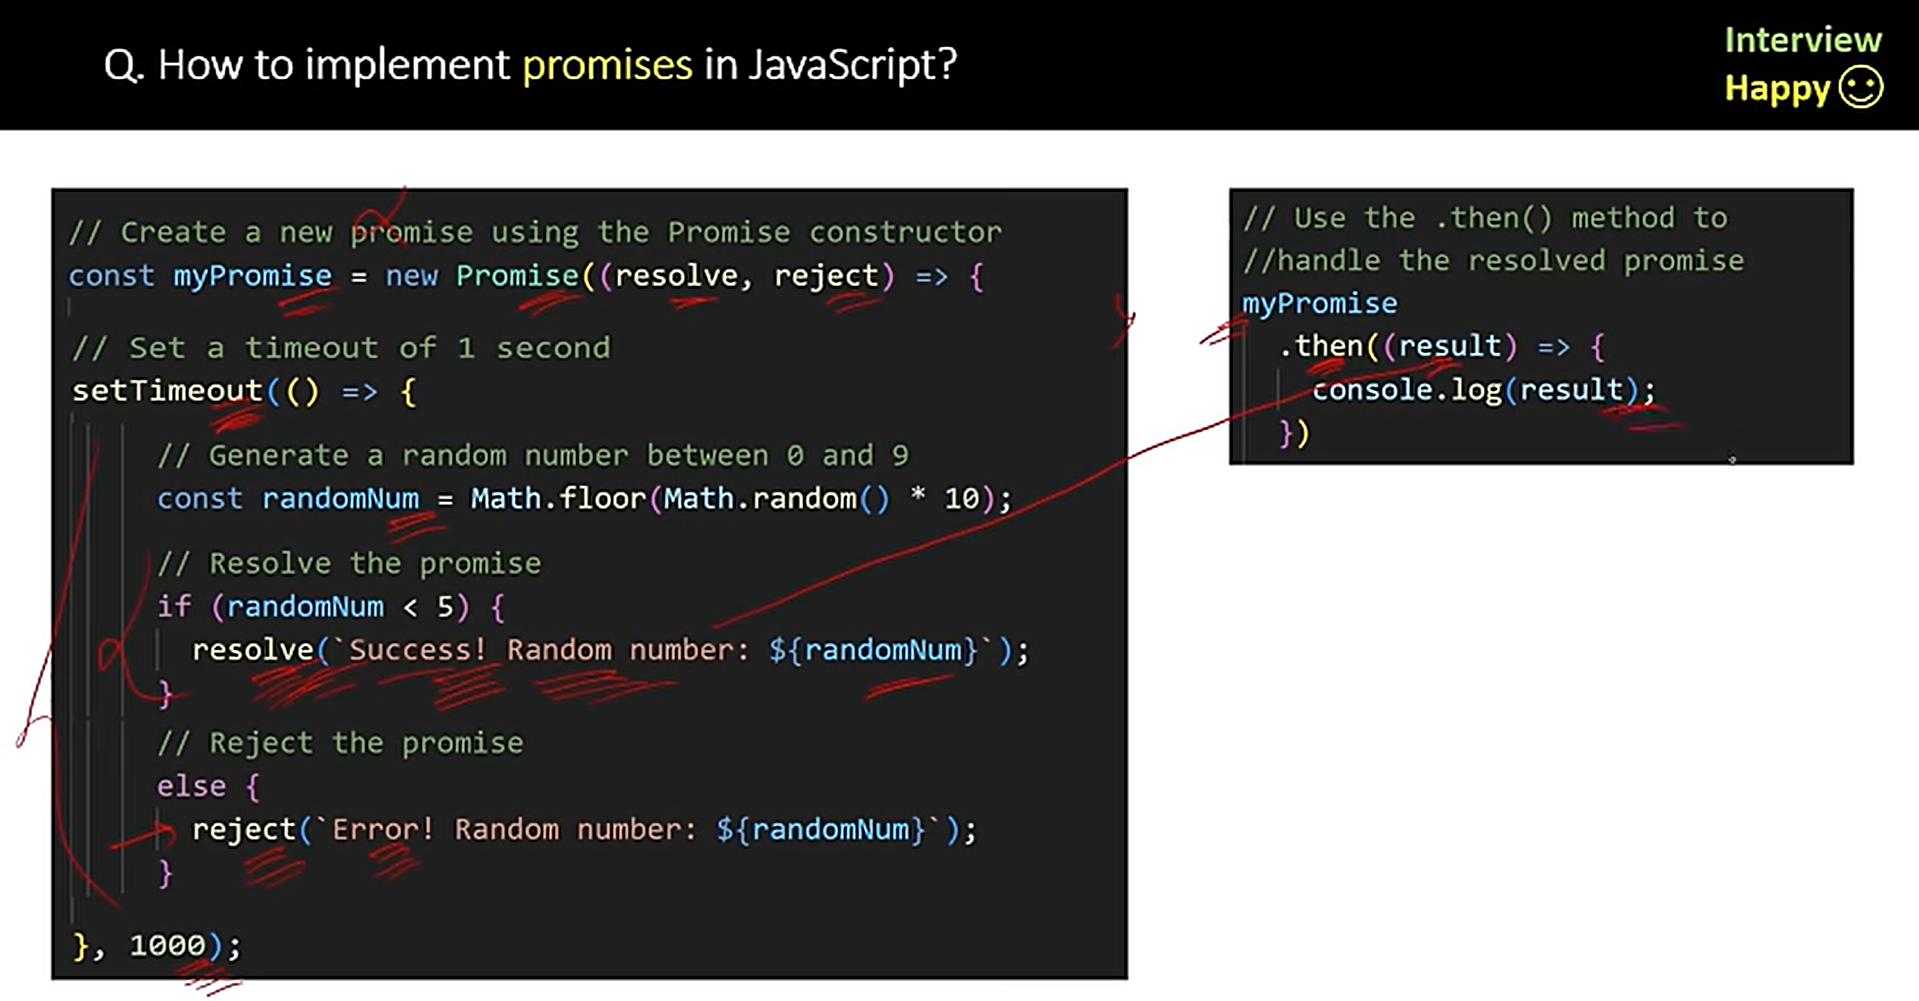 Q. How to implement promises in JavaScript?
Interview
Happy
// Create a new promise using the Promise constructor
const myPromise = new Promise((resolve, reject) => {
// Set a timeout of 1 second
setTimeout(() => {
// Generate a random number between 0 and 9
const randomNum = Math.floor(Math.random() * 10);
// Resolve the promise
if (randomNum < 5) {
resolve(`Success! Random number: ${randomNum}`);
}
// Reject the promise
else {
reject(`Error! Random number: ${randomNum}`);
}
}, 1000);
// Use the .then() method to
//handle the resolved promise
myPromise
.then((result) => {
console.log(result);
})